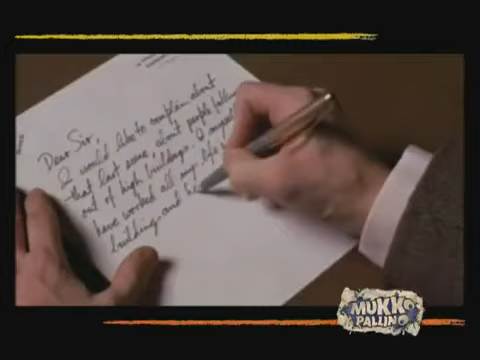 Dear Sir,
I would like to complain about
that last scene, about people falling
out of high buildings. I myself
have worked all my life
building and
MUKKO
PALLINO